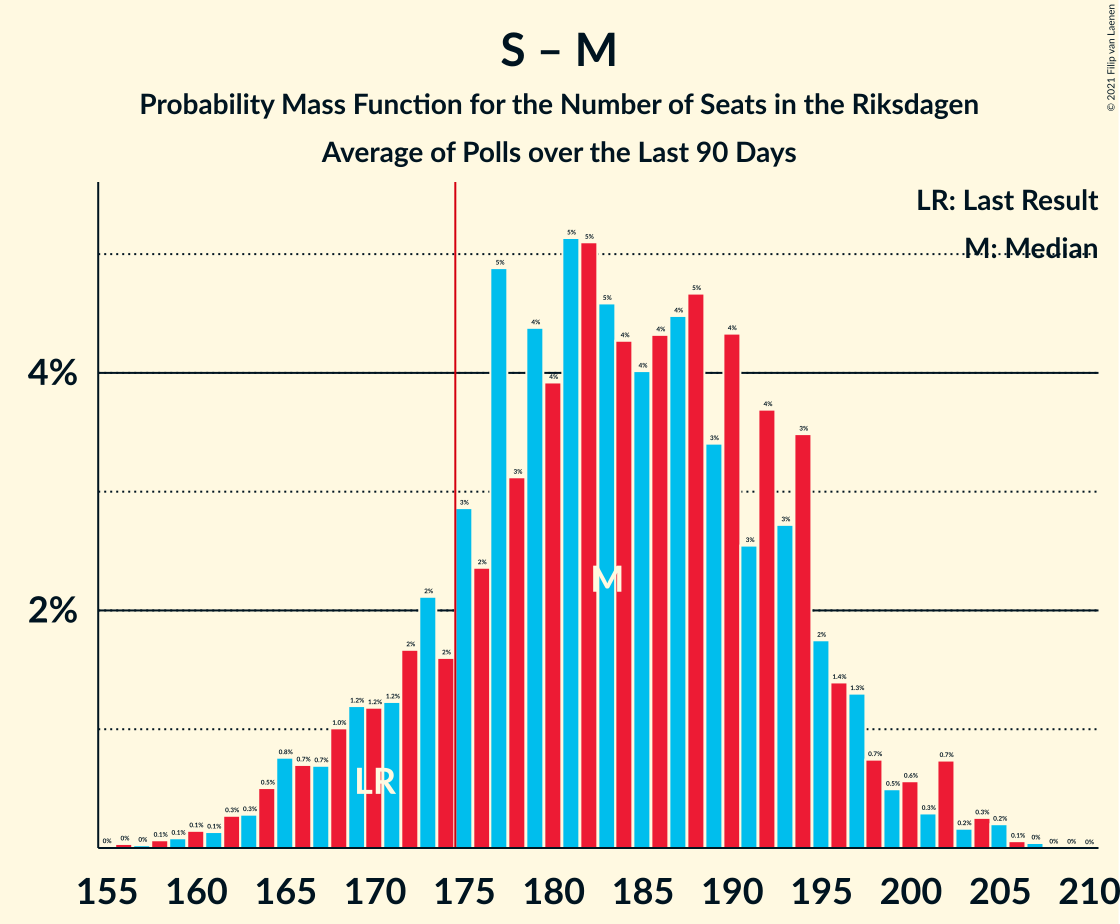 S – M
Probability Mass Function for the Number of Seats in the Riksdagen
Average of Polls over the Last 90 Days
© 2021 Filip van Laenen
LR: Last Result
M: Median
4%
2%
0% 0% 0% 0.1% 0.1% 0.1% 0.1% 0.3% 0.3% 0.5% 0.8% 0.7% 0.7% 1.0% 1.2% 1.2% 1.2% 2% 2% 2% 3% 2% 5% 3% 4% 4% 5% 5% 5% 4% 4% 4% 4% 5% 3% 4% 3% 4% 3% 3% 2% 1.4% 1.3% 0.7% 0.5% 0.6% 0.3% 0.7% 0.2% 0.3% 0.2% 0.1% 0% 0% 0% 0%
M
LR
155 160 165 170 175 180 185 190 195 200 205 210